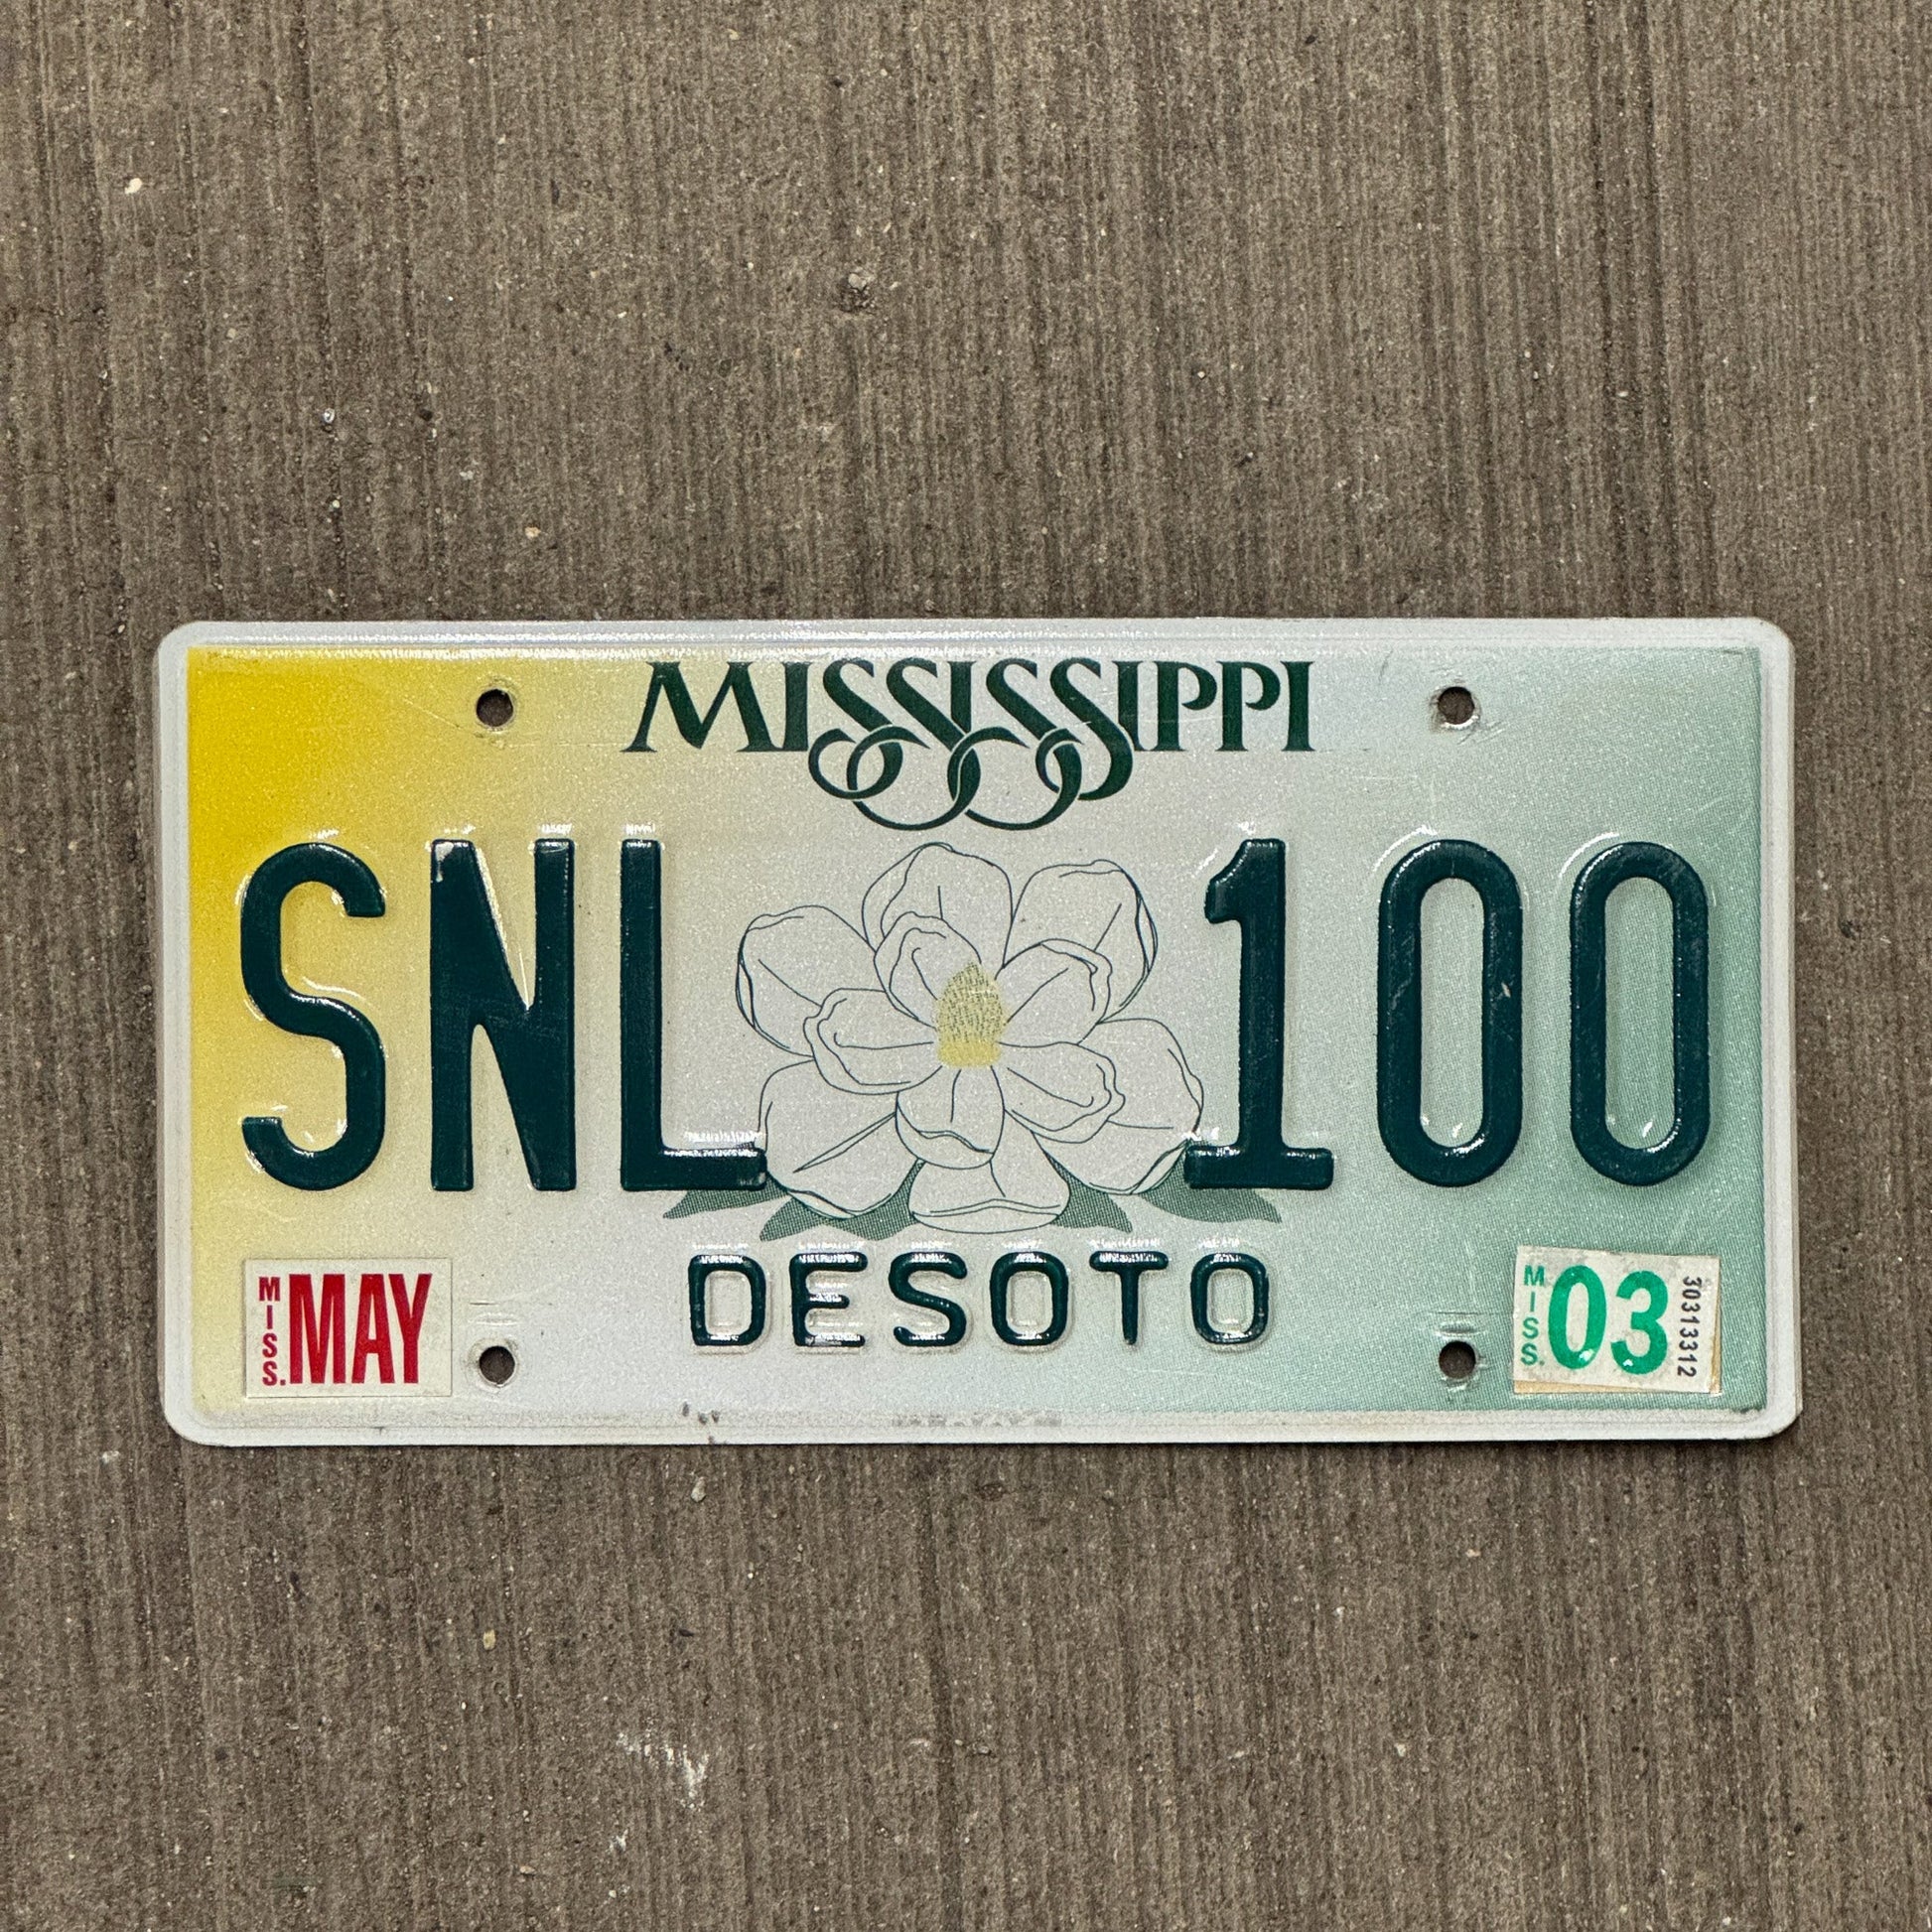 MISSISSIPPI
SNL 100
DESOTO
MISS. MAY
MISS. 03 30313312